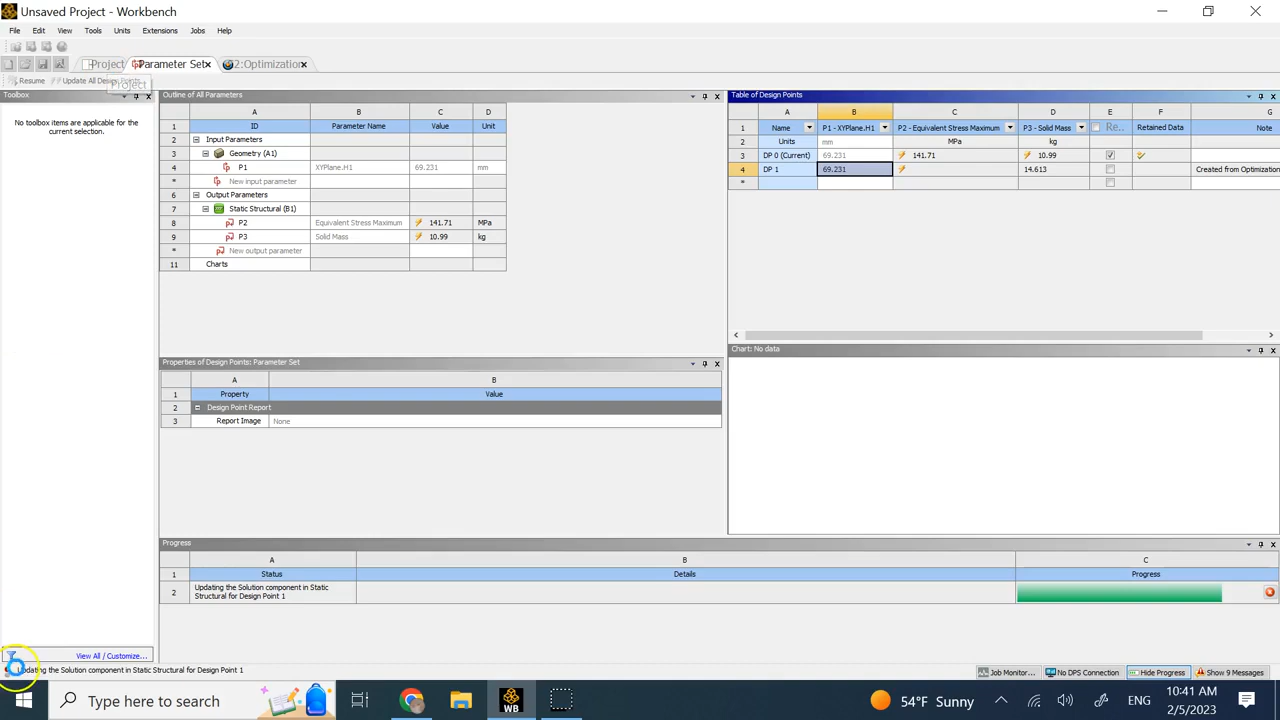 Unsaved Project - Workbench
File Edit View Tools Units Extensions Jobs Help
Project Parameter Set 2:Optimization
Resume Update All Design Points
Project
Toolbox
No toolbox items are applicable for the
current selection.
View All / Customize...
Outline of All Parameters
A B C D
1 ID Parameter Name Value Unit
2 Input Parameters
3 Geometry (A1)
4 P1 XYPlane.H1 69.231 mm
* New input parameter
6 Output Parameters
7 Static Structural (B1)
8 P2 Equivalent Stress Maximum 141.71 MPa
9 P3 Solid Mass 10.99 kg
* New output parameter
11 Charts
Properties of Design Points: Parameter Set
A B
1 Property Value
2 Design Point Report
3 Report Image None
Table of Design Points
A B C D E F G
1 Name P1 - XYPlane.H1 P2 - Equivalent Stress Maximum P3 - Solid Mass Re... Retained Data Note
2 Units mm MPa kg
3 DP 0 (Current) 69.231 141.71 10.99
4 DP 1 69.231 14.613 Created from Optimization
*
Chart: No data
Progress
A B C
1 Status Details Progress
2 Updating the Solution component in Static
Structural for Design Point 1
Updating the Solution component in Static Structural for Design Point 1
Job Monitor... No DPS Connection Hide Progress Show 9 Messages
Type here to search
WB
54°F Sunny
ENG
10:41 AM
2/5/2023